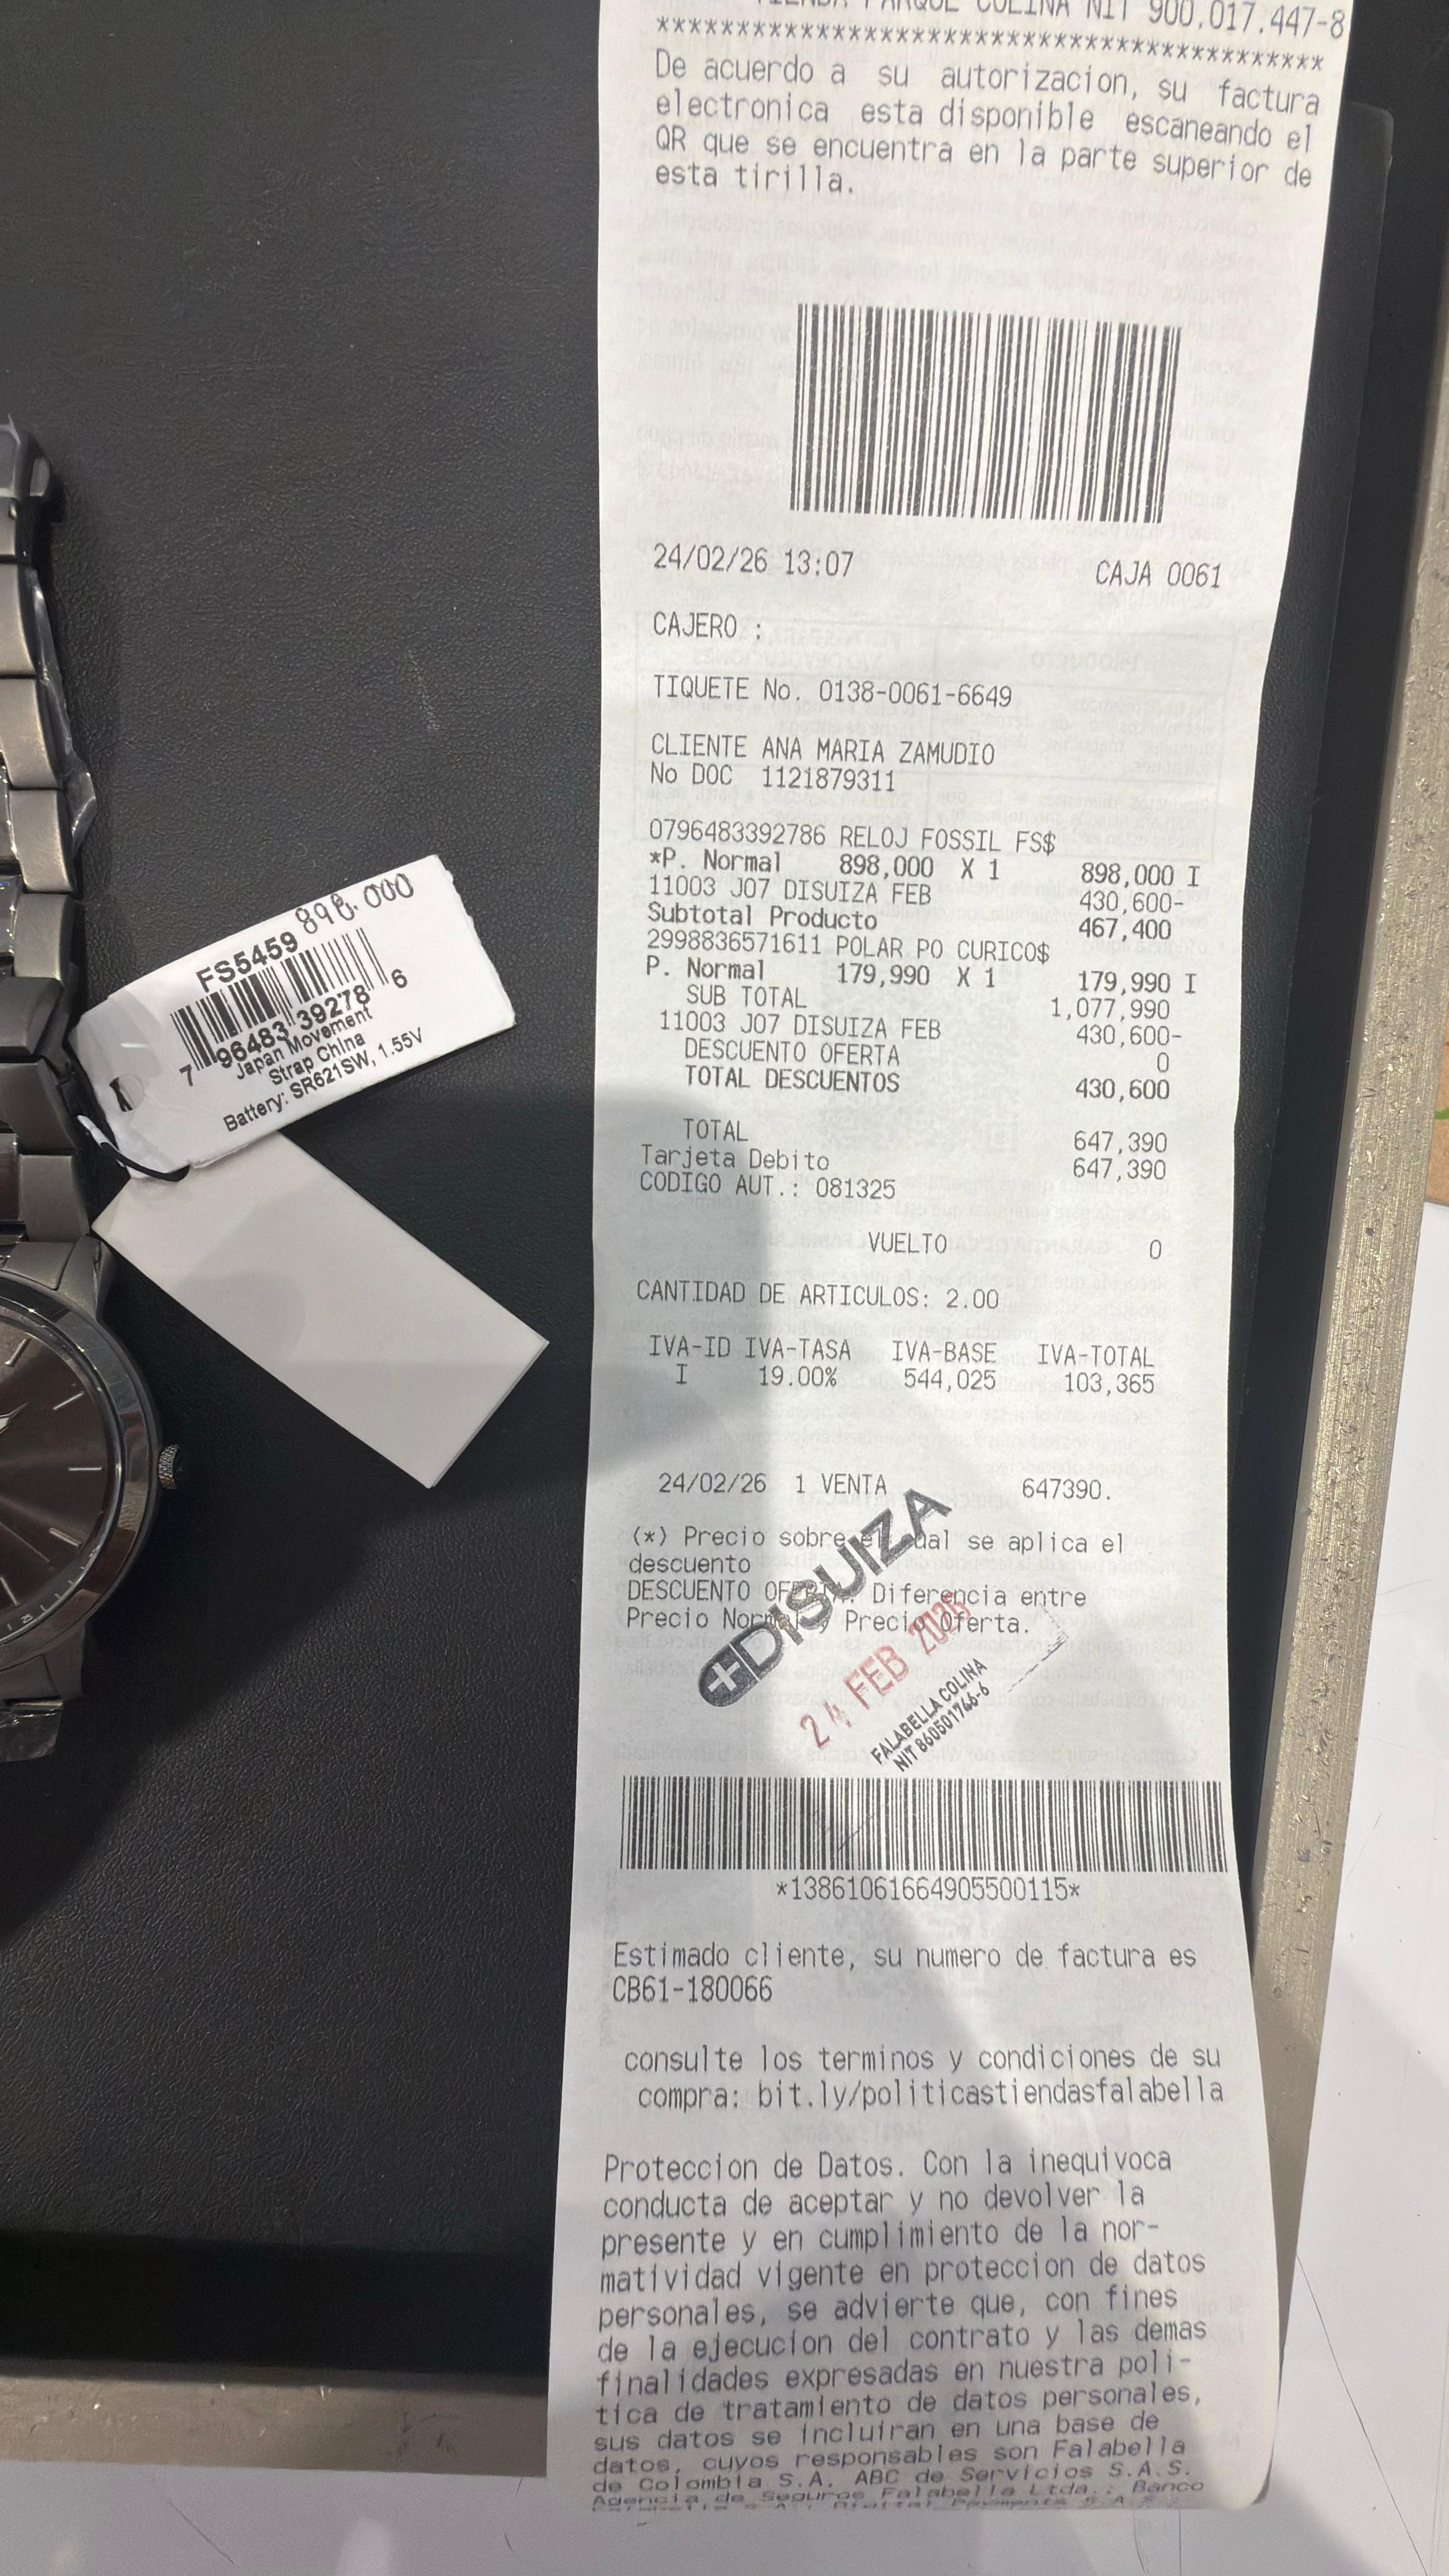 TIENDA PARQUE COLINA NIT 900.017.447-8
*******************************************
De acuerdo a su autorizacion, su factura
electronica esta disponible escaneando el
QR que se encuentra en la parte superior de
esta tirilla.
24/02/26 13:07 CAJA 0061
CAJERO :
TIQUETE No. 0138-0061-6649
CLIENTE ANA MARIA ZAMUDIO
No DOC 1121879311
0796483392786 RELOJ FOSSIL FS$
*P. Normal 898,000 X 1 898,000 I
11003 J07 DISUIZA FEB 430,600-
Subtotal Producto 467,400
2998836571611 POLAR PO CURICO$
P. Normal 179,990 X 1 179,990 I
SUB TOTAL 1,077,990
11003 J07 DISUIZA FEB 430,600-
DESCUENTO OFERTA 0
TOTAL DESCUENTOS 430,600
TOTAL 647,390
Tarjeta Debito 647,390
CODIGO AUT.: 081325
VUELTO 0
CANTIDAD DE ARTICULOS: 2.00
IVA-ID IVA-TASA IVA-BASE IVA-TOTAL
I 19.00% 544,025 103,365
24/02/26 1 VENTA 647390.
(*) Precio sobre el cual se aplica el
descuento
DESCUENTO OFERTA: Diferencia entre
Precio Normal y Precio Oferta.
DISUIZA
24 FEB 2026
FALABELLA COLINA
NIT 860501766-6
*13861061664905500115*
Estimado cliente, su numero de factura es
CB61-180066
consulte los terminos y condiciones de su
compra: bit.ly/politicastiendasfalabella
Proteccion de Datos. Con la inequivoca
conducta de aceptar y no devolver la
presente y en cumplimiento de la nor-
matividad vigente en proteccion de datos
personales, se advierte que, con fines
de la ejecucion del contrato y las demas
finalidades expresadas en nuestra poli-
tica de tratamiento de datos personales,
sus datos se incluiran en una base de
datos, cuyos responsables son Falabella
de Colombia S.A. ABC de Servicios S.A.S.
Agencia de Seguros Falabella Ltda.; Banco
FS5459 898.000
7 96483 39278 6
Japan Movement
Strap China
Battery: SR621SW, 1.55V